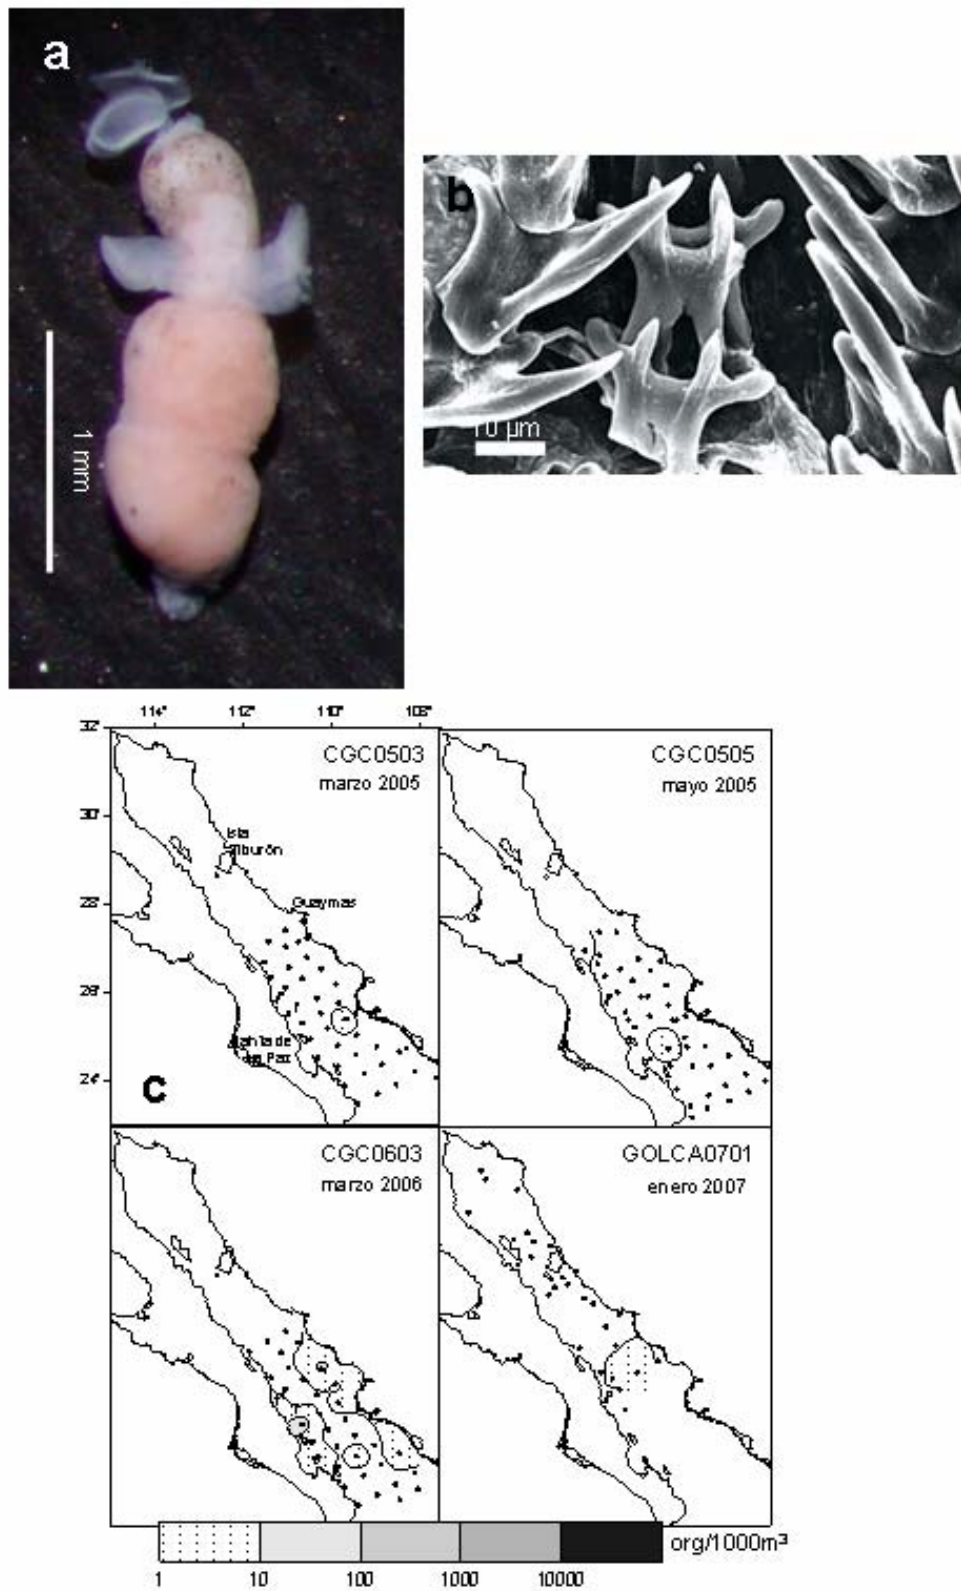 a
b
1 mm
10 µm
114° 112° 110° 108°
32°
CGC0503
marzo 2005
30°
Isla
Tiburón
28°
Guaymas
26°
Bahía de
La Paz
24°
c
CGC0505
mayo 2005
CGC0603
marzo 2006
GOLCA0701
enero 2007
org/1000m³
1 10 100 1000 10000